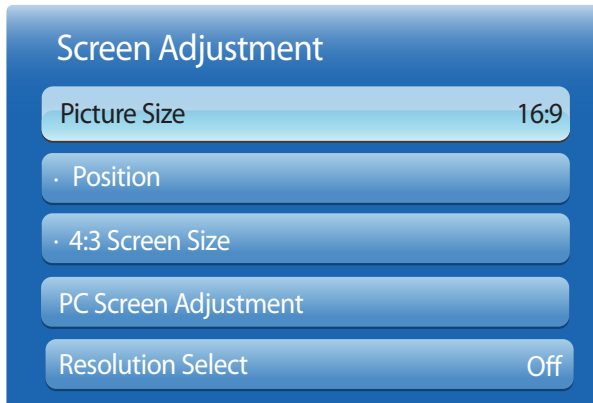 Screen Adjustment
Picture Size 16:9
· Position
· 4:3 Screen Size
PC Screen Adjustment
Resolution Select Off